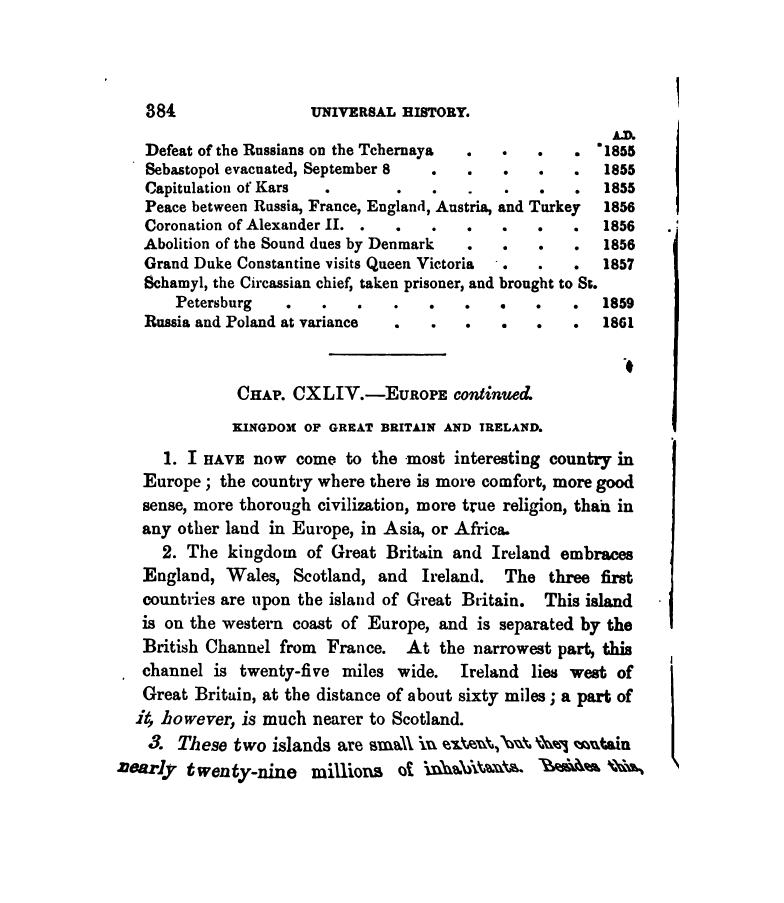 384 UNIVERSAL HISTORY.
A.D.
Defeat of the Russians on the Tchernaya . . . . 1855
Sebastopol evacuated, September 8 . . . . . 1855
Capitulation of Kars . . . . . . . 1855
Peace between Russia, France, England, Austria, and Turkey 1856
Coronation of Alexander II. . . . . . . . 1856
Abolition of the Sound dues by Denmark . . . . 1856
Grand Duke Constantine visits Queen Victoria . . . 1857
Schamyl, the Circassian chief, taken prisoner, and brought to St.
Petersburg . . . . . . . . . 1859
Russia and Poland at variance . . . . . . 1861
CHAP. CXLIV.—EUROPE continued.
KINGDOM OF GREAT BRITAIN AND IRELAND.
1. I HAVE now come to the most interesting country in
Europe; the country where there is more comfort, more good
sense, more thorough civilization, more true religion, than in
any other land in Europe, in Asia, or Africa.
2. The kingdom of Great Britain and Ireland embraces
England, Wales, Scotland, and Ireland. The three first
countries are upon the island of Great Britain. This island
is on the western coast of Europe, and is separated by the
British Channel from France. At the narrowest part, this
channel is twenty-five miles wide. Ireland lies west of
Great Britain, at the distance of about sixty miles; a part of
it, however, is much nearer to Scotland.
3. These two islands are small in extent, but they contain
nearly twenty-nine millions of inhabitants. Besides this,